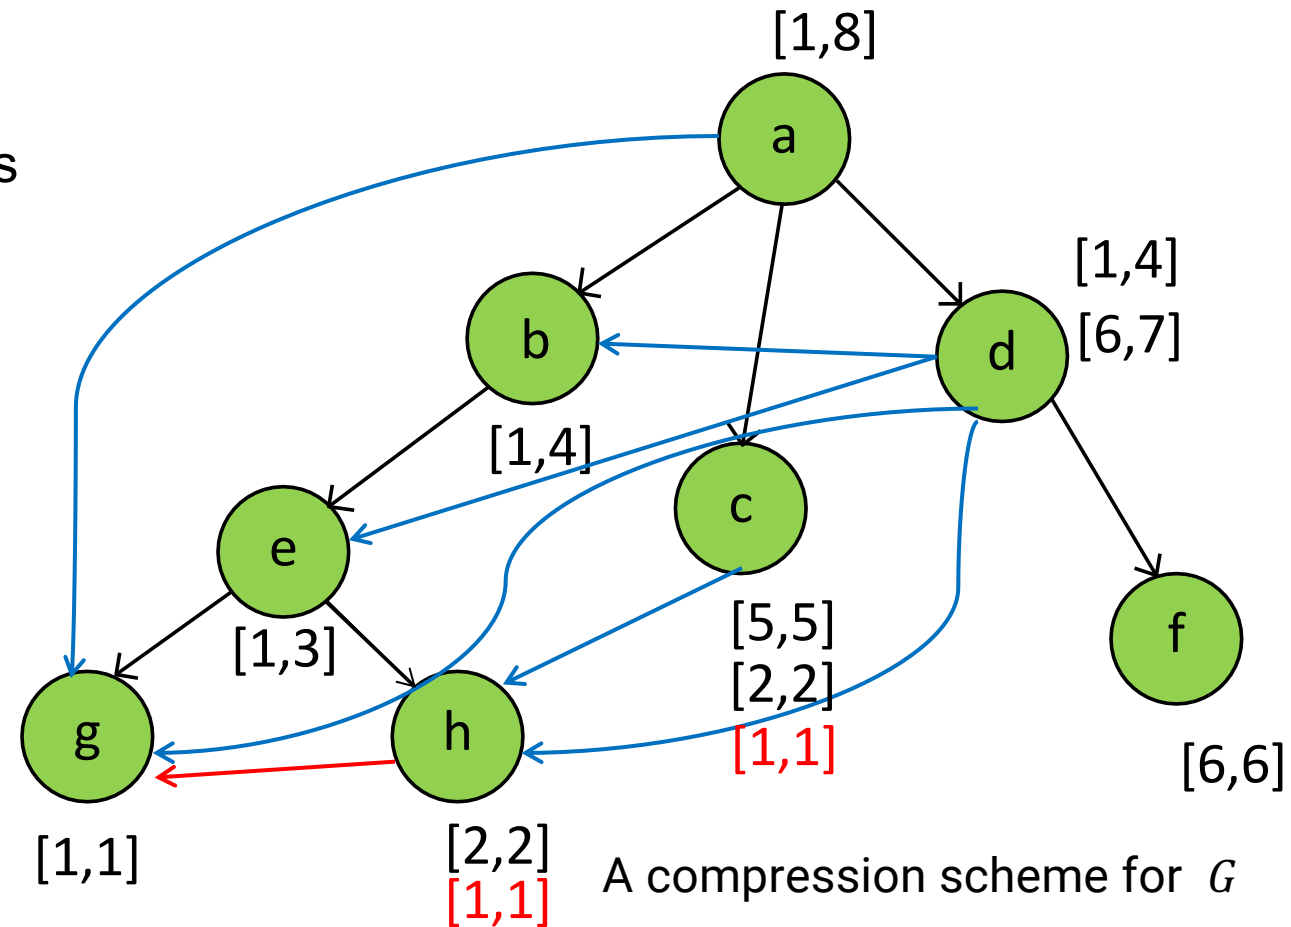 [1,8]
a
s
[1,4]
[6,7]
b
d
[1,4]
c
e
[5,5]
[1,3]
f
[2,2]
g
h
[1,1]
[6,6]
[1,1]
[2,2]
A compression scheme for G
[1,1]